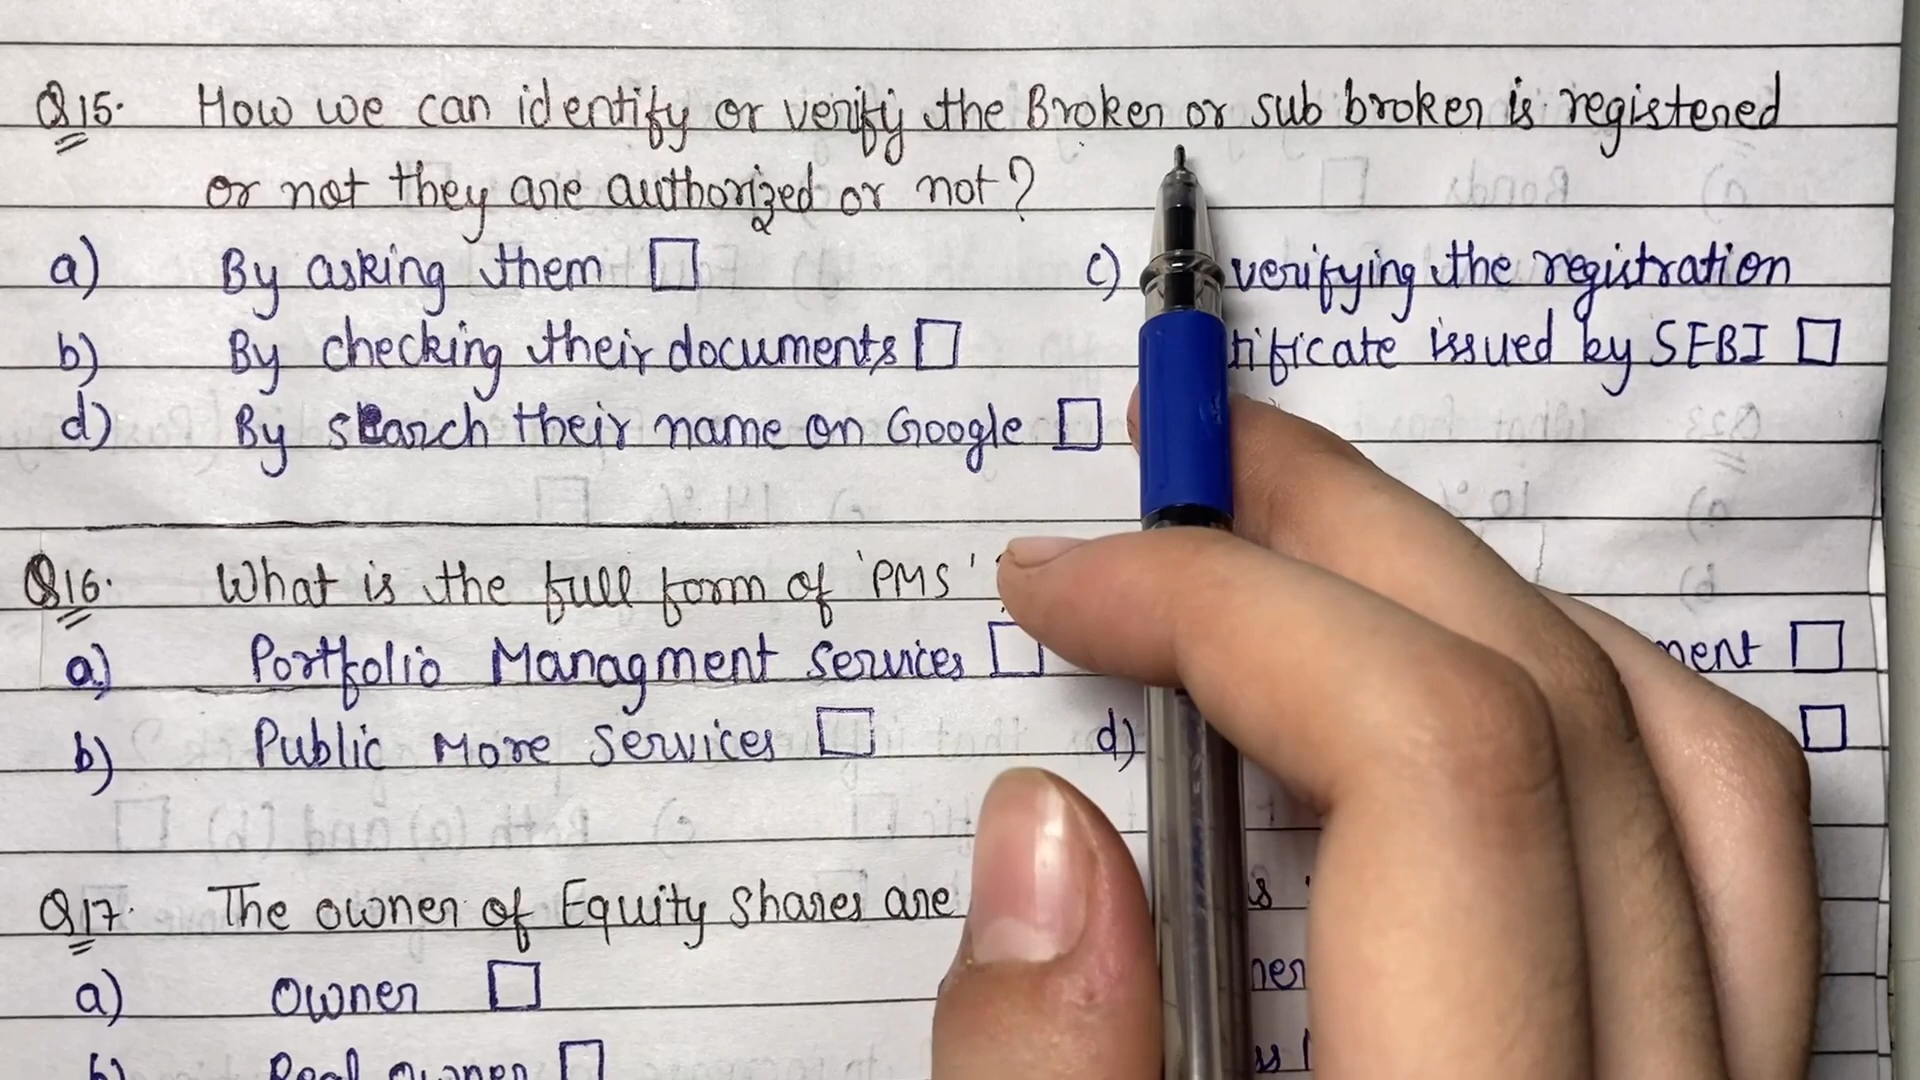 Q15. How we can identify or verify the Broker or sub broker is registered
or not they are authorized or not?
a) By asking them
c) verifying the registration
b) By checking their documents
issued by SEBI
d) By search their name on Google
Q16. What is the full form of 'PMS'
a) Portfolio Managment Services
b) Public More Services
d)
Q17. The owner of Equity Shares are
a) Owner
b) Real owner